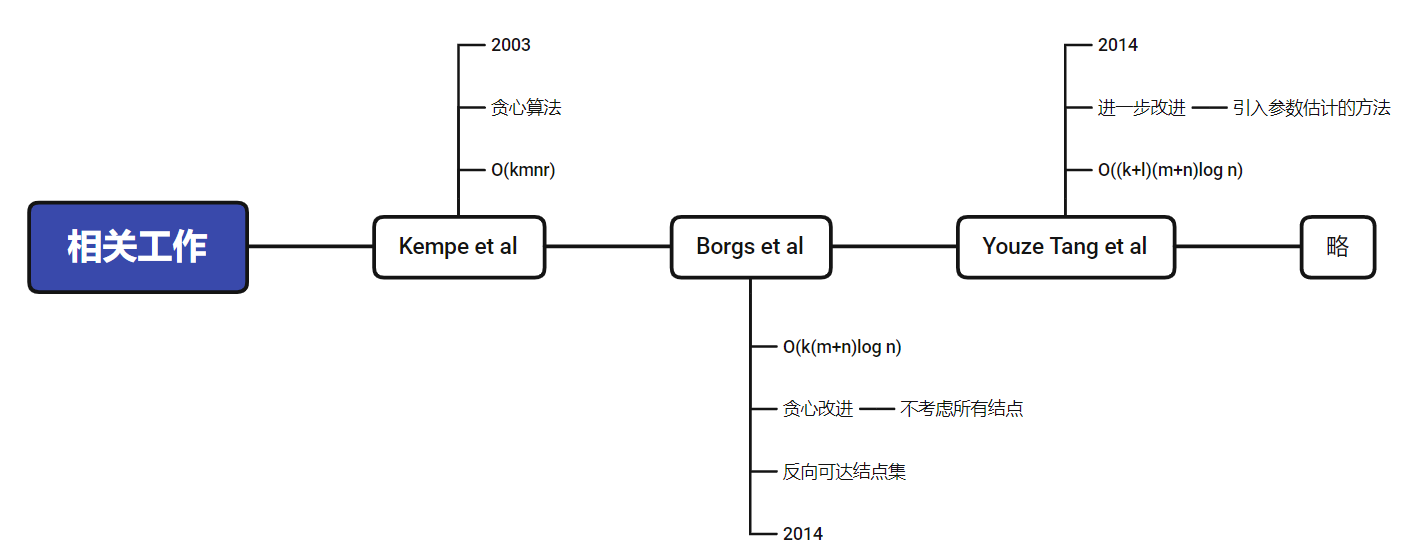 相关工作
Kempe et al
2003
贪心算法
O(kmnr)
Borgs et al
O(k(m+n)log n)
贪心改进
不考虑所有结点
反向可达结点集
2014
Youze Tang et al
2014
进一步改进
引入参数估计的方法
O((k+l)(m+n)log n)
略